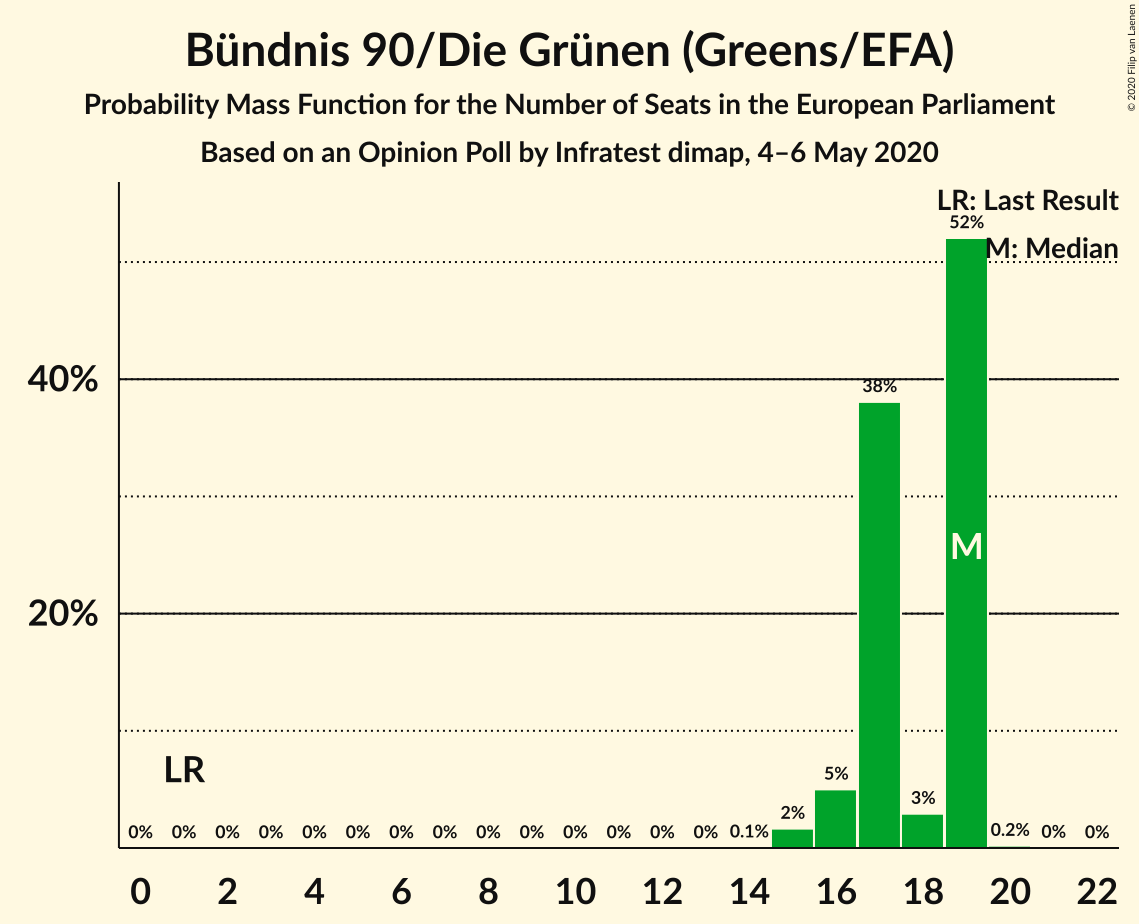 Bündnis 90/Die Grünen (Greens/EFA)
Probability Mass Function for the Number of Seats in the European Parliament
Based on an Opinion Poll by Infratest dimap, 4–6 May 2020
© 2020 Filip van Laenen
LR: Last Result
52%
M: Median
40%
38%
M
20%
LR
5%
3%
2%
0% 0% 0% 0% 0% 0% 0% 0% 0% 0% 0% 0% 0% 0% 0.1% 0.2% 0% 0%
0 2 4 6 8 10 12 14 16 18 20 22